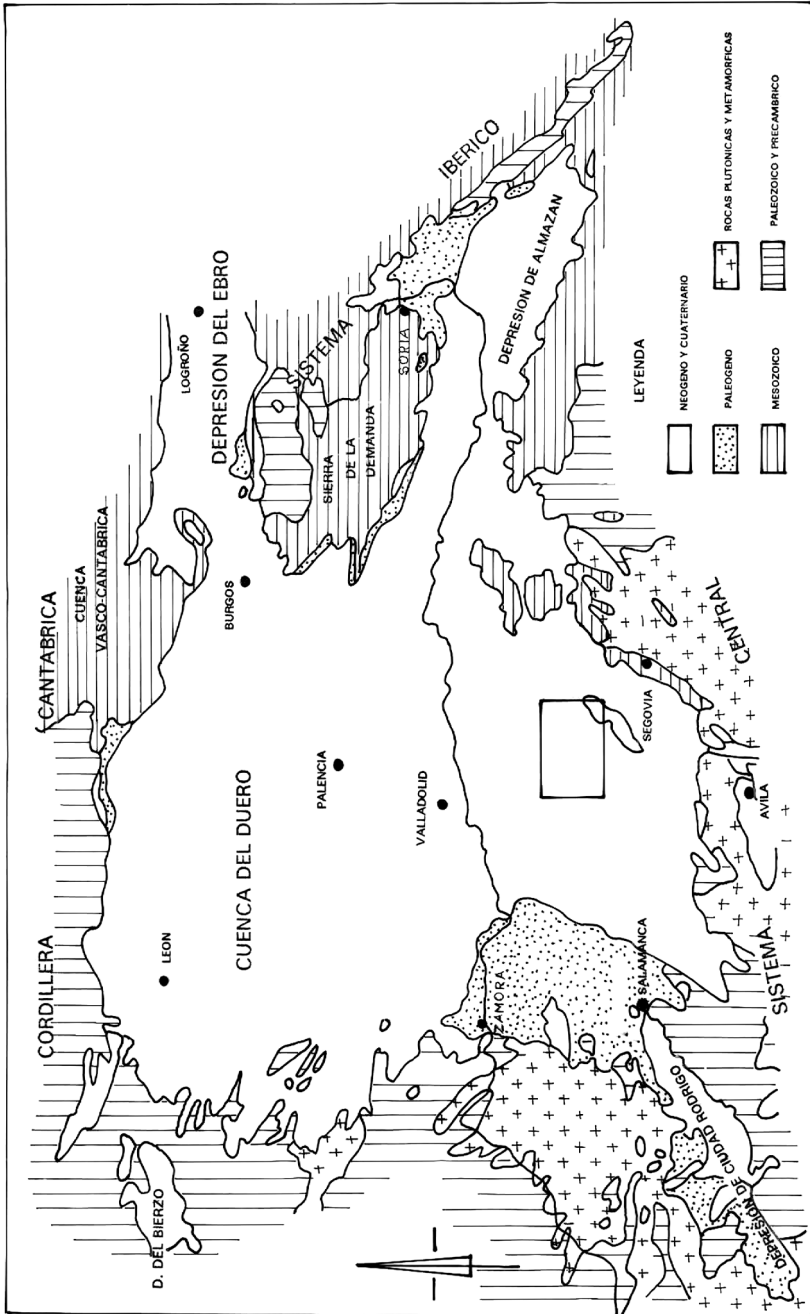 CORDILLERA
CANTABRICA
CUENCA
VASCO-CANTABRICA
D. DEL BIERZO
LEON
LOGROÑO
DEPRESION DEL EBRO
BURGOS
CUENCA DEL DUERO
PALENCIA
SISTEMA
IBERICO
SIERRA
DE LA
DEMANDA
SORIA
VALLADOLID
ZAMORA
DEPRESION DE ALMAZAN
SALAMANCA
SEGOVIA
AVILA
SISTEMA
CENTRAL
DEPRESION DE CIUDAD RODRIGO
LEYENDA
NEOGENO Y CUATERNARIO
PALEOGENO
MESOZOICO
ROCAS PLUTONICAS Y METAMORFICAS
PALEOZOICO Y PRECAMBRICO